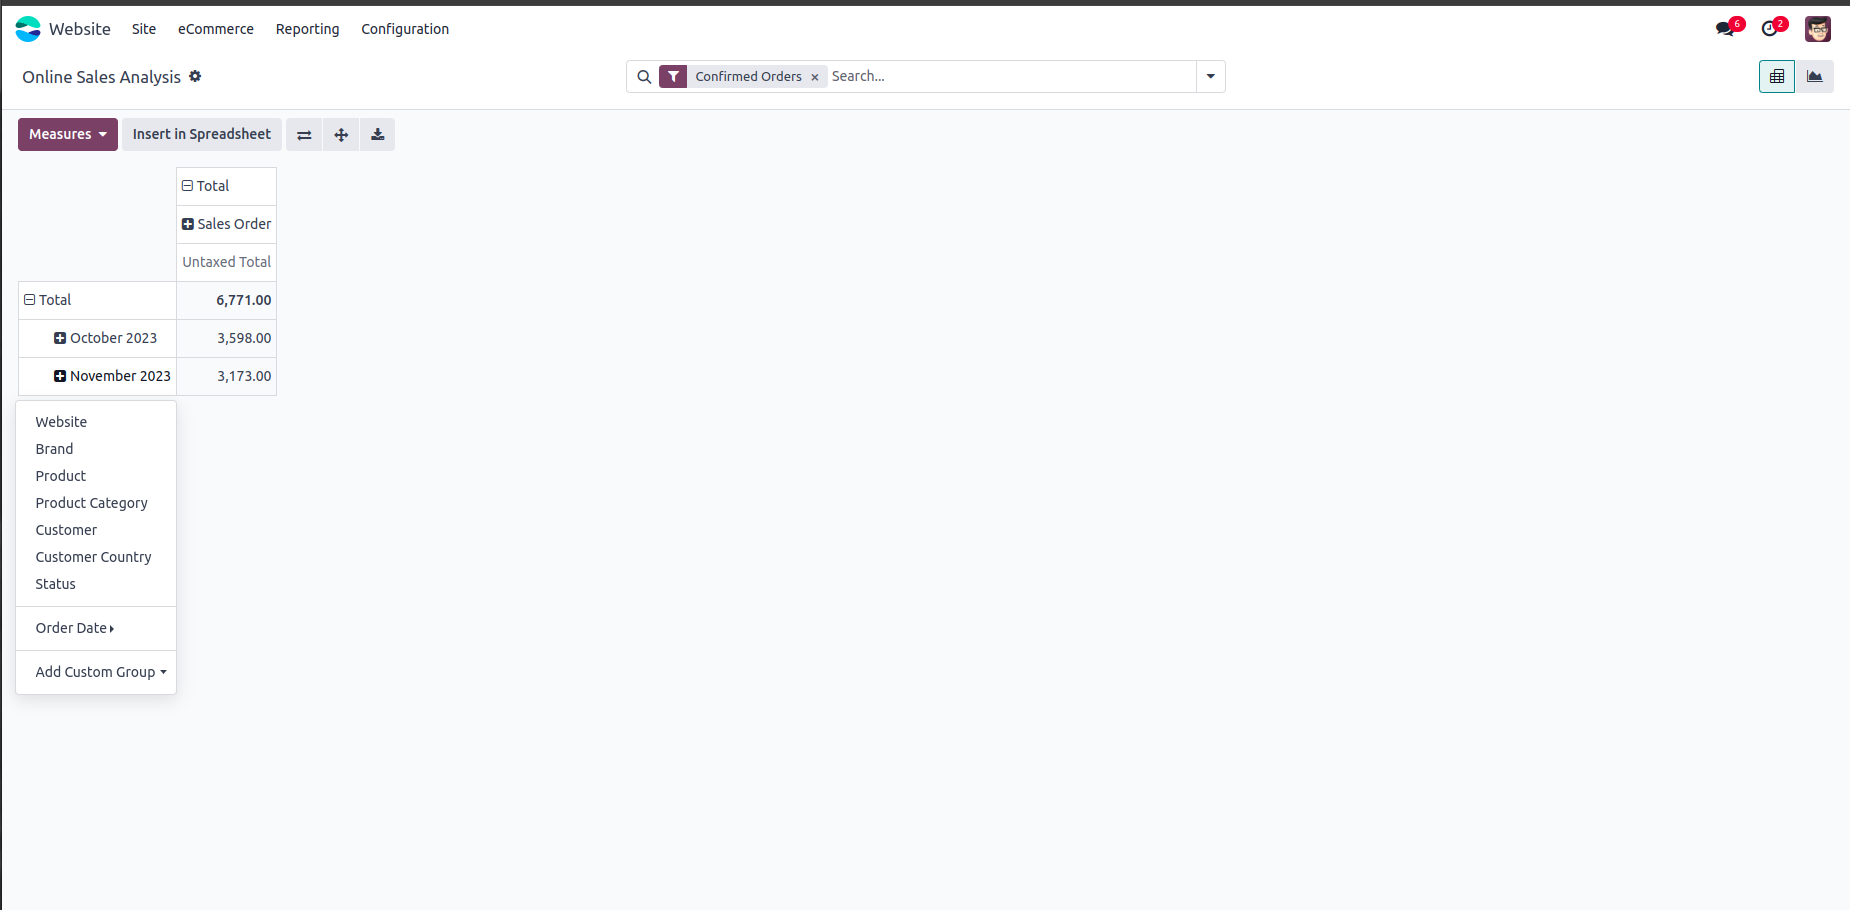 Website Site eCommerce Reporting Configuration 6 2
Online Sales Analysis Confirmed Orders × Search...
Measures Insert in Spreadsheet
Total
Sales Order
Untaxed Total
Total 6,771.00
October 2023 3,598.00
November 2023 3,173.00
Website
Brand
Product
Product Category
Customer
Customer Country
Status
Order Date
Add Custom Group